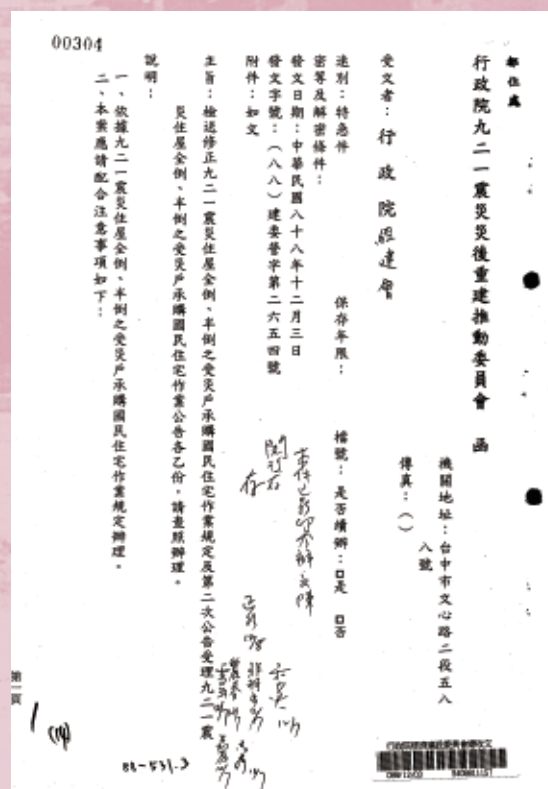 00304
都住處
行政院九二一震災災後重建推動委員會 函
機關地址：台中市文心路二段五八八號
傳真：（）
受文者：行政院經建會
速別：特急件
密等及解密條件：
保存年限：
檔號：
是否續辦：□是 □否
發文日期：中華民國八十八年十二月三日
發文字號：（八八）建委營字第二六五四號
附件：如文
主旨：檢送修正九二一震災住屋全倒、半倒之受災戶承購國民住宅作業規定及第二次公告受理九二一震
災住屋全倒、半倒之受災戶承購國民住宅作業公告各乙份，請查照辦理。
說明：
一、依據九二一震災住屋全倒、半倒之受災戶承購國民住宅作業規定辦理。
二、本案應請配合注意事項如下：
第一頁
1
(14)
88-531.3